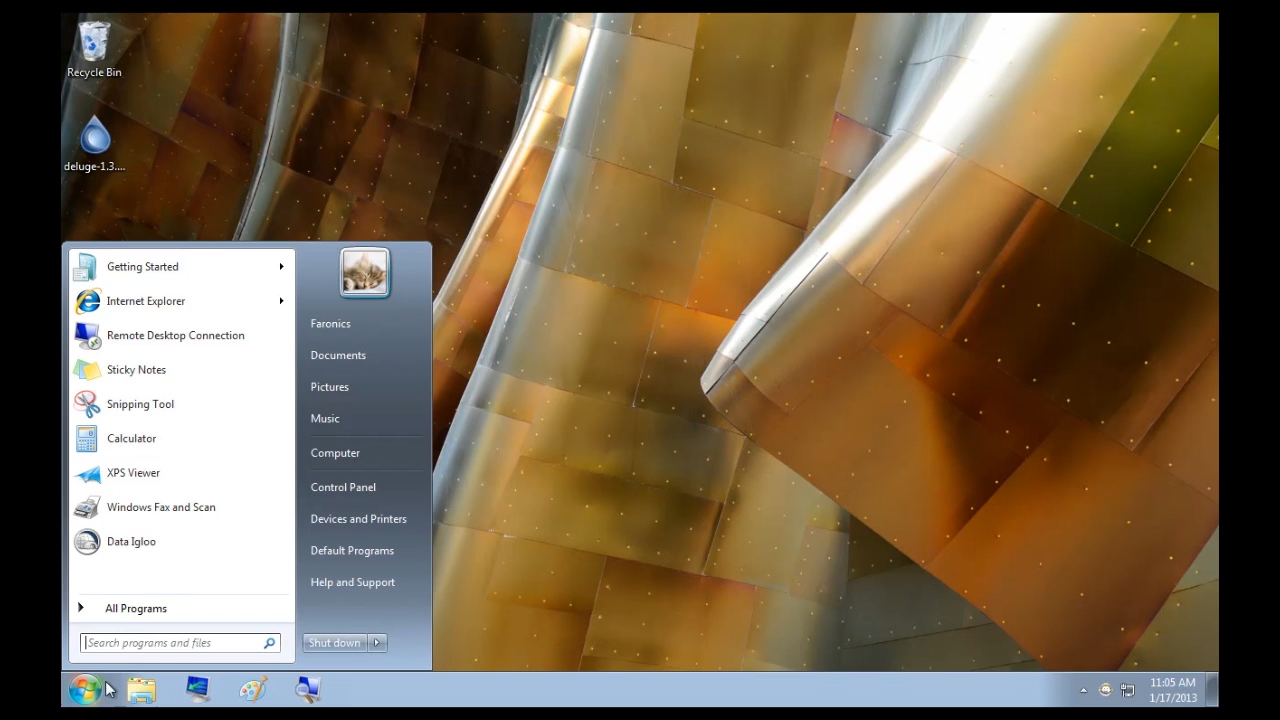 Recycle Bin
deluge-1.3....
Getting Started
Internet Explorer
Remote Desktop Connection
Sticky Notes
Snipping Tool
Calculator
XPS Viewer
Windows Fax and Scan
Data Igloo
All Programs
Search programs and files
Faronics
Documents
Pictures
Music
Computer
Control Panel
Devices and Printers
Default Programs
Help and Support
Shut down
11:05 AM
1/17/2013